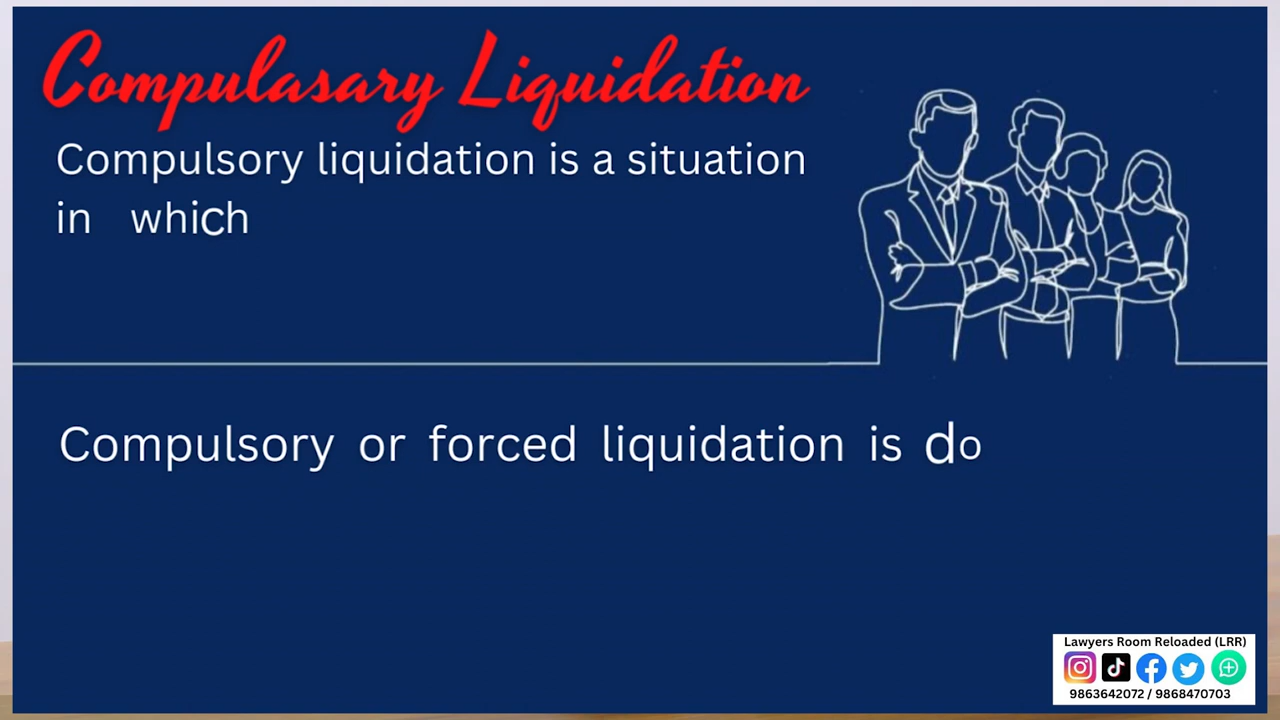 Compulasary Liquidation
Compulsory liquidation is a situation
in which
Compulsory or forced liquidation is do
Lawyers Room Reloaded (LRR)
9863642072 / 9868470703